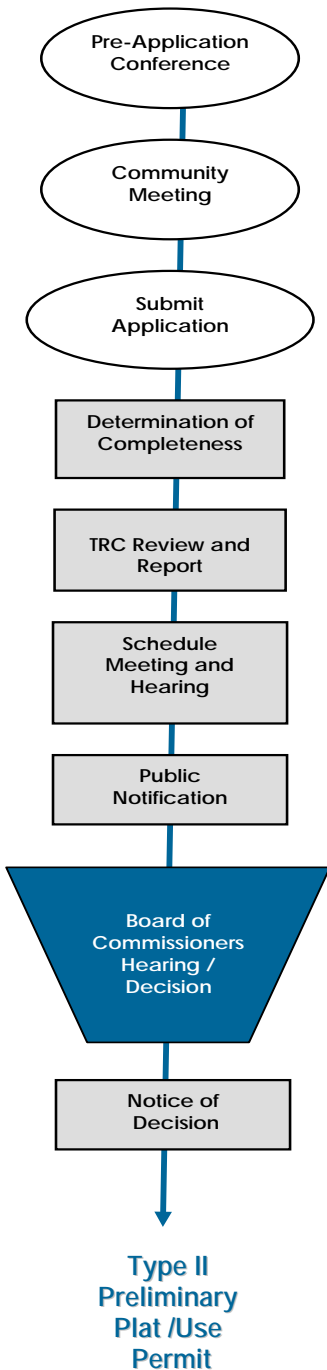 Pre-Application
Conference
Community
Meeting
Submit
Application
Determination of
Completeness
TRC Review and
Report
Schedule
Meeting and
Hearing
Public
Notification
Board of
Commissioners
Hearing /
Decision
Notice of
Decision
Type II
Preliminary
Plat /Use
Permit